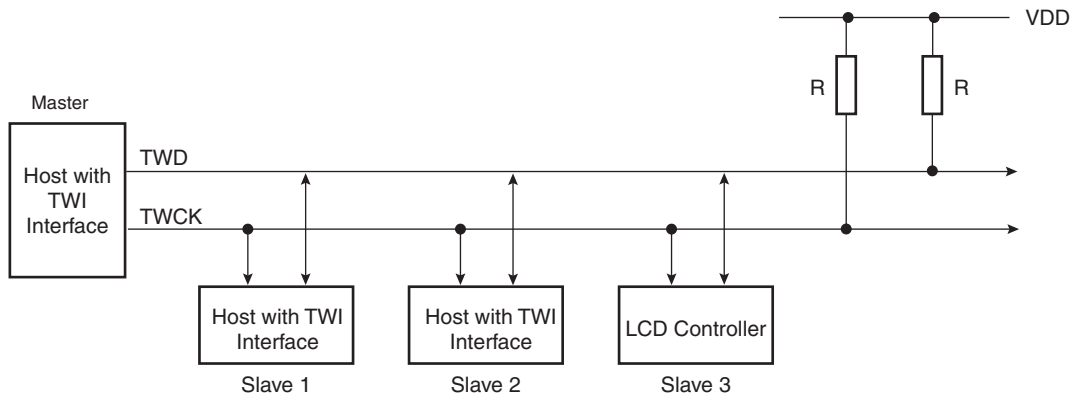 VDD
R
R
Master
Host with
TWI
Interface
TWD
TWCK
Host with TWI
Interface
Slave 1
Host with TWI
Interface
Slave 2
LCD Controller
Slave 3